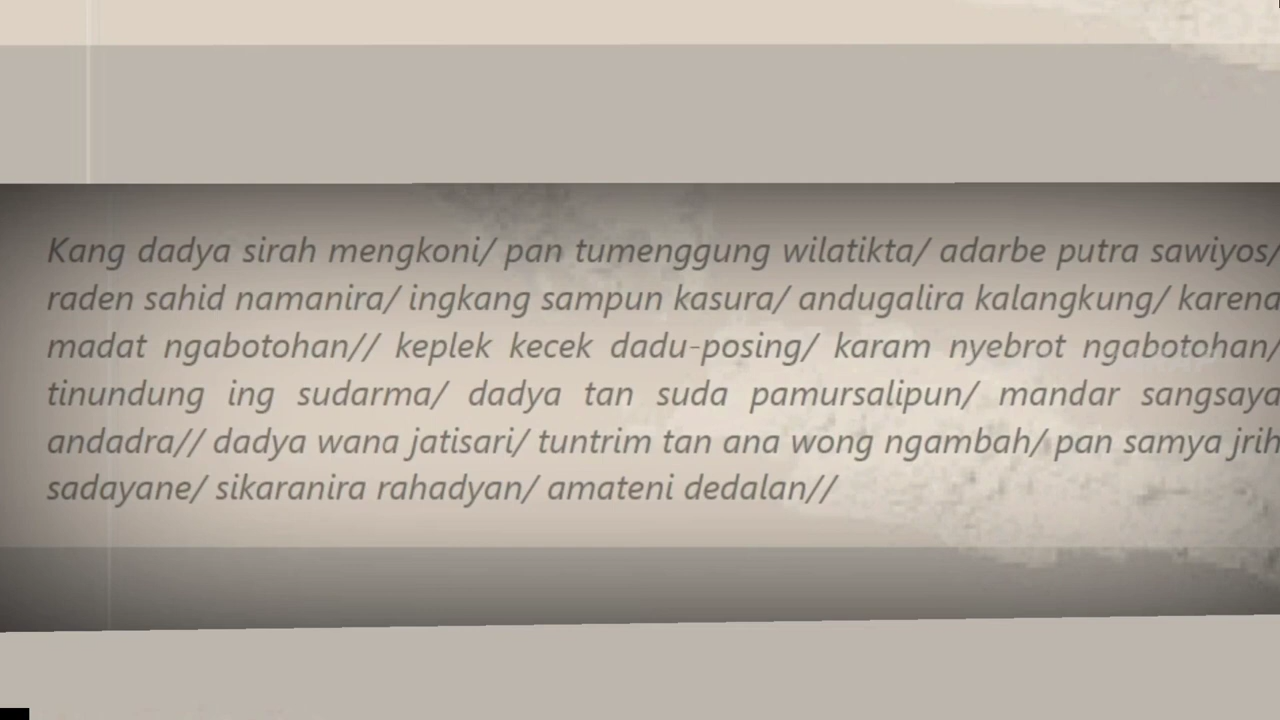 Kang dadya sirah mengkoni/ pan tumenggung wilatikta/ adarbe putra sawiyos/
raden sahid namanira/ ingkang sampun kasura/ andugalira kalangkung/ karena
madat ngabotohan// keplek kecek dadu-posing/ karam nyebrot ngabotohan/
tinundung ing sudarma/ dadya tan suda pamursalipun/ mandar sangsaya
andadra// dadya wana jatisari/ tuntrim tan ana wong ngambah/ pan samya jrih
sadayane/ sikaranira rahadyan/ amateni dedalan//